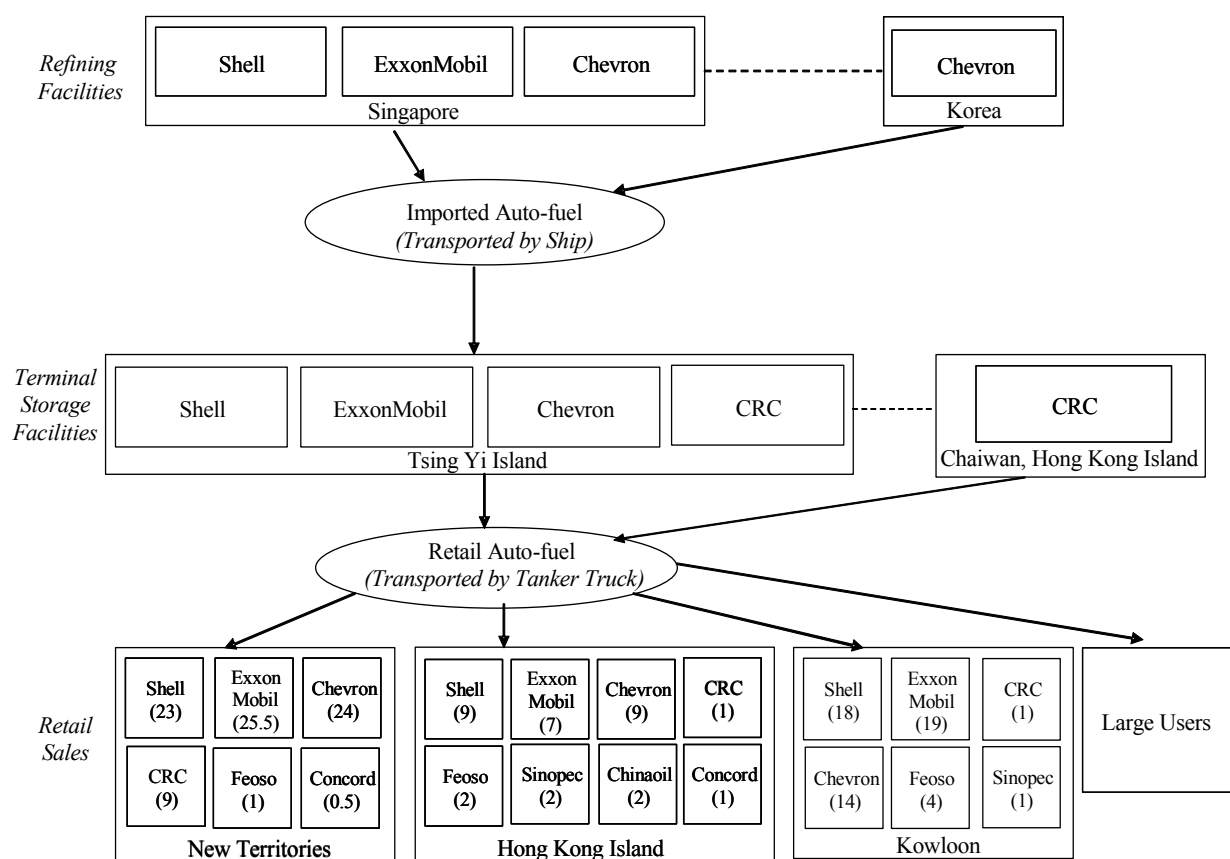 Refining
Facilities
Shell
ExxonMobil
Chevron
Singapore
Chevron
Korea
Imported Auto-fuel
(Transported by Ship)
Terminal
Storage
Facilities
Shell
ExxonMobil
Chevron
CRC
Tsing Yi Island
CRC
Chaiwan, Hong Kong Island
Retail Auto-fuel
(Transported by Tanker Truck)
Retail
Sales
Shell
(23)
Exxon
Mobil
(25.5)
Chevron
(24)
CRC
(9)
Feoso
(1)
Concord
(0.5)
New Territories
Shell
(9)
Exxon
Mobil
(7)
Chevron
(9)
CRC
(1)
Feoso
(2)
Sinopec
(2)
Chinaoil
(2)
Concord
(1)
Hong Kong Island
Shell
(18)
Exxon
Mobil
(19)
CRC
(1)
Chevron
(14)
Feoso
(4)
Sinopec
(1)
Kowloon
Large Users